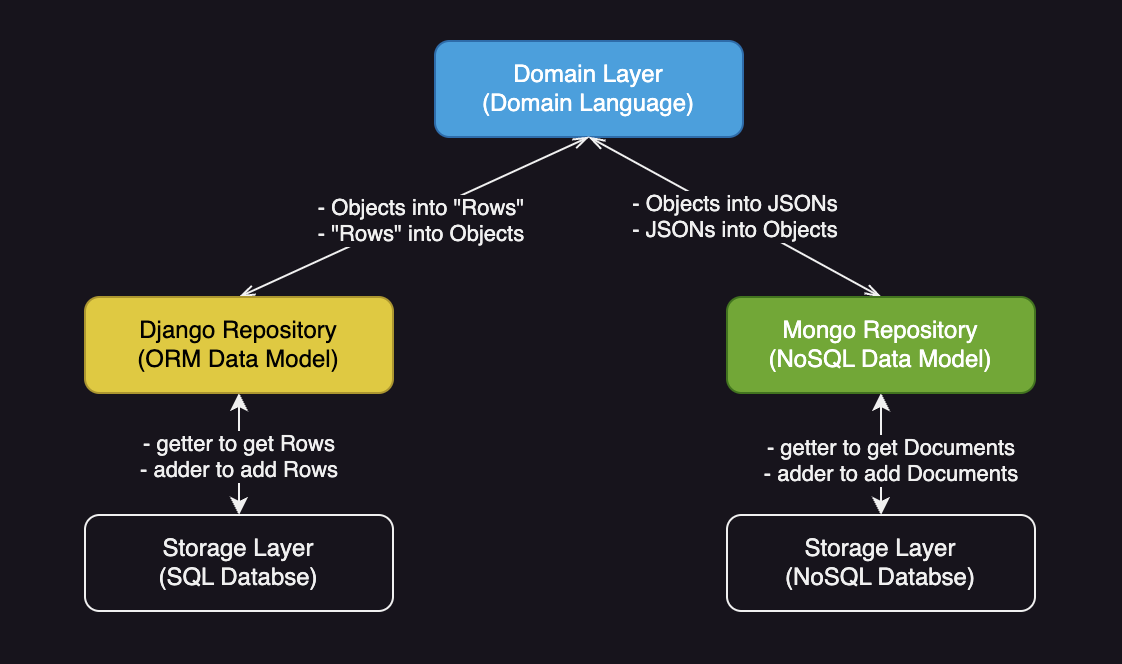 Domain Layer
(Domain Language)
- Objects into "Rows"
- "Rows" into Objects
- Objects into JSONs
- JSONs into Objects
Django Repository
(ORM Data Model)
Mongo Repository
(NoSQL Data Model)
- getter to get Rows
- adder to add Rows
- getter to get Documents
- adder to add Documents
Storage Layer
(SQL Databse)
Storage Layer
(NoSQL Databse)